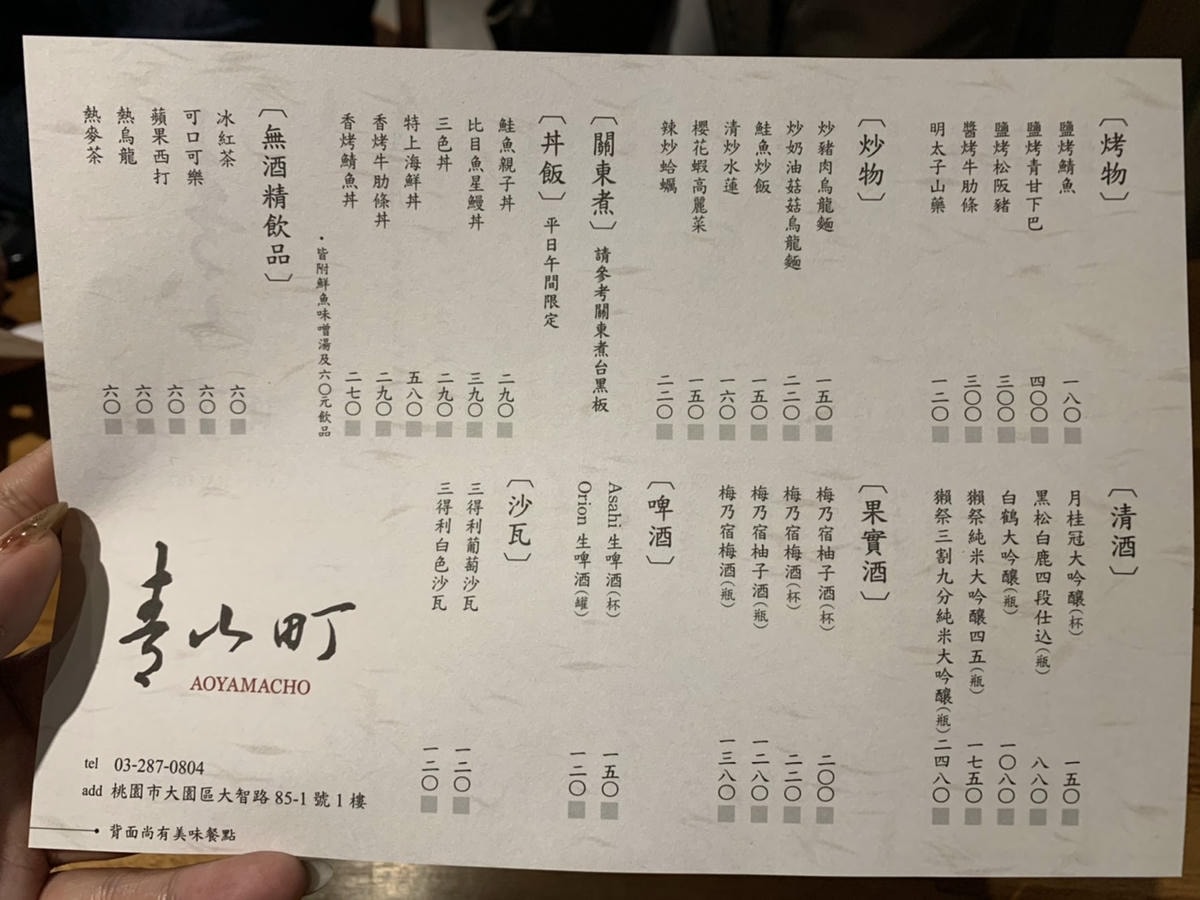 〔烤物〕
鹽烤鯖魚 一八〇
鹽烤青甘下巴 四〇〇
鹽烤松阪豬 三〇〇
醬烤牛肋條 三〇〇
明太子山藥 一二〇
〔炒物〕
炒豬肉烏龍麵 一五〇
炒奶油菇菇烏龍麵 二二〇
鮭魚炒飯 一五〇
清炒水蓮 一六〇
櫻花蝦高麗菜 一五〇
辣炒蛤蠣 二二〇
〔關東煮〕 請參考關東煮台黑板
〔丼飯〕 平日午間限定
鮭魚親子丼 二九〇
比目魚星鰻丼 三九〇
三色丼 二九〇
特上海鮮丼 五八〇
香烤牛肋條丼 二九〇
香烤鯖魚丼 二七〇
・皆附鮮魚味噌湯及六〇元飲品
〔無酒精飲品〕
冰紅茶 六〇
可口可樂 六〇
蘋果西打 六〇
熱烏龍 六〇
熱麥茶 六〇
〔清酒〕
月桂冠大吟釀(杯) 一五〇
黑松白鹿四段仕込(瓶) 八八〇
白鶴大吟釀(瓶) 一〇八〇
獺祭純米大吟釀四五(瓶) 一七五〇
獺祭三割九分純米大吟釀(瓶) 二四八〇
〔果實酒〕
梅乃宿柚子酒(杯) 二〇〇
梅乃宿梅酒(杯) 二二〇
梅乃宿柚子酒(瓶) 一二八〇
梅乃宿梅酒(瓶) 一三八〇
〔啤酒〕
Asahi 生啤酒(杯) 一五〇
Orion 生啤酒(罐) 一二〇
〔沙瓦〕
三得利葡萄沙瓦 一二〇
三得利白色沙瓦 一二〇
青山町
AOYAMACHO
tel 03-287-0804
add 桃園市大園區大智路 85-1 號 1 樓
背面尚有美味餐點